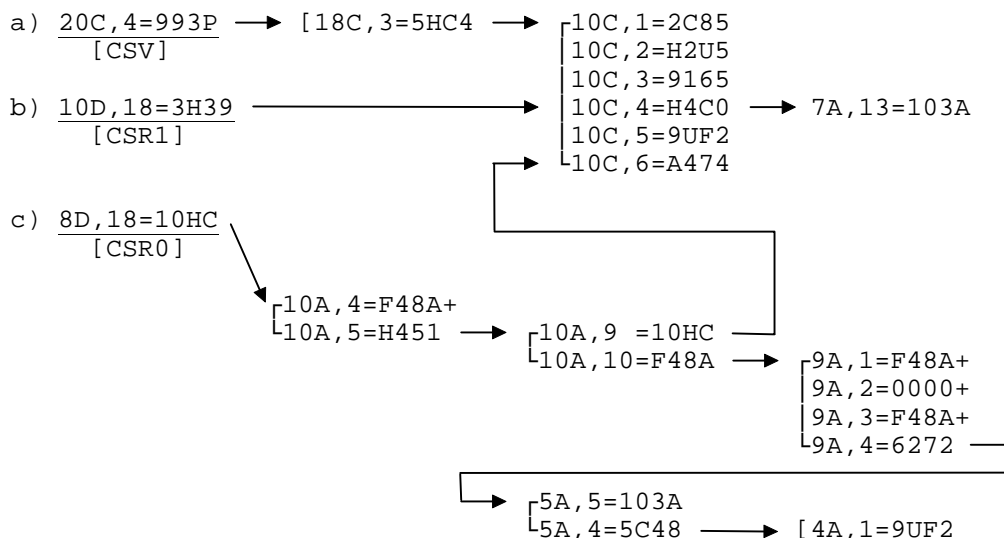 a) 20C,4=993P [18C,3=5HC4 10C,1=2C85
[CSV] 10C,2=H2U5
10C,3=9165
b) 10D,18=3H39 10C,4=H4C0 7A,13=103A
[CSR1] 10C,5=9UF2
10C,6=A474
c) 8D,18=10HC
[CSR0]
10A,4=F48A+
10A,5=H451 10A,9 =10HC
10A,10=F48A 9A,1=F48A+
9A,2=0000+
9A,3=F48A+
9A,4=6272
5A,5=103A
5A,4=5C48 [4A,1=9UF2